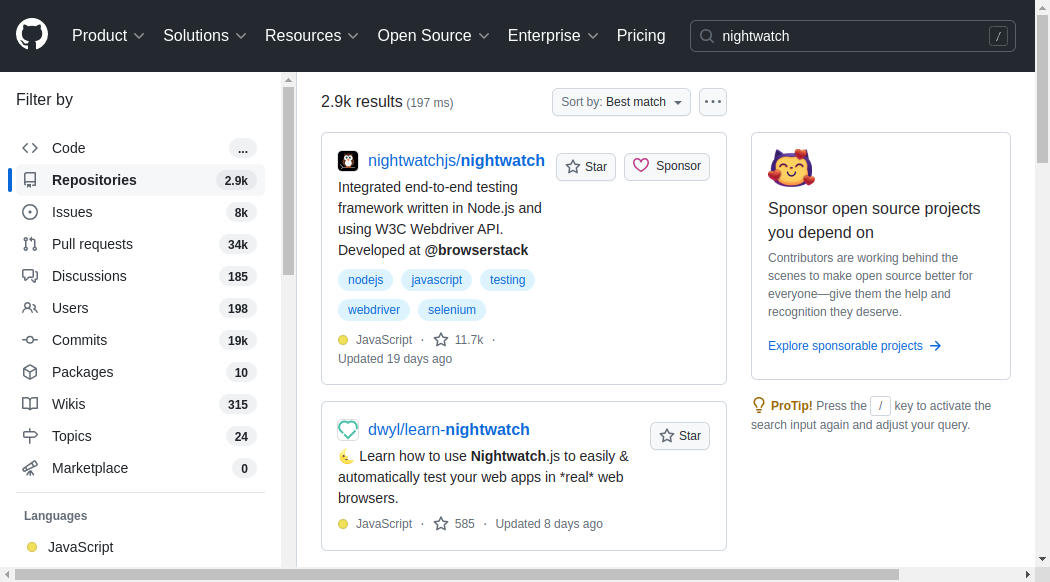 Product
Solutions
Resources
Open Source
Enterprise
Pricing
nightwatch
/
Filter by
Code
...
Repositories
2.9k
Issues
8k
Pull requests
34k
Discussions
185
Users
198
Commits
19k
Packages
10
Wikis
315
Topics
24
Marketplace
0
Languages
JavaScript
2.9k results (197 ms)
Sort by: Best match
nightwatchjs/nightwatch
Star
Sponsor
Integrated end-to-end testing
framework written in Node.js and
using W3C Webdriver API.
Developed at @browserstack
nodejs
javascript
testing
webdriver
selenium
JavaScript · 11.7k ·
Updated 19 days ago
dwyl/learn-nightwatch
Star
🌜 Learn how to use Nightwatch.js to easily &
automatically test your web apps in *real* web
browsers.
JavaScript · 585 · Updated 8 days ago
Sponsor open source projects
you depend on
Contributors are working behind the
scenes to make open source better for
everyone—give them the help and
recognition they deserve.
Explore sponsorable projects
ProTip! Press the / key to activate the
search input again and adjust your query.